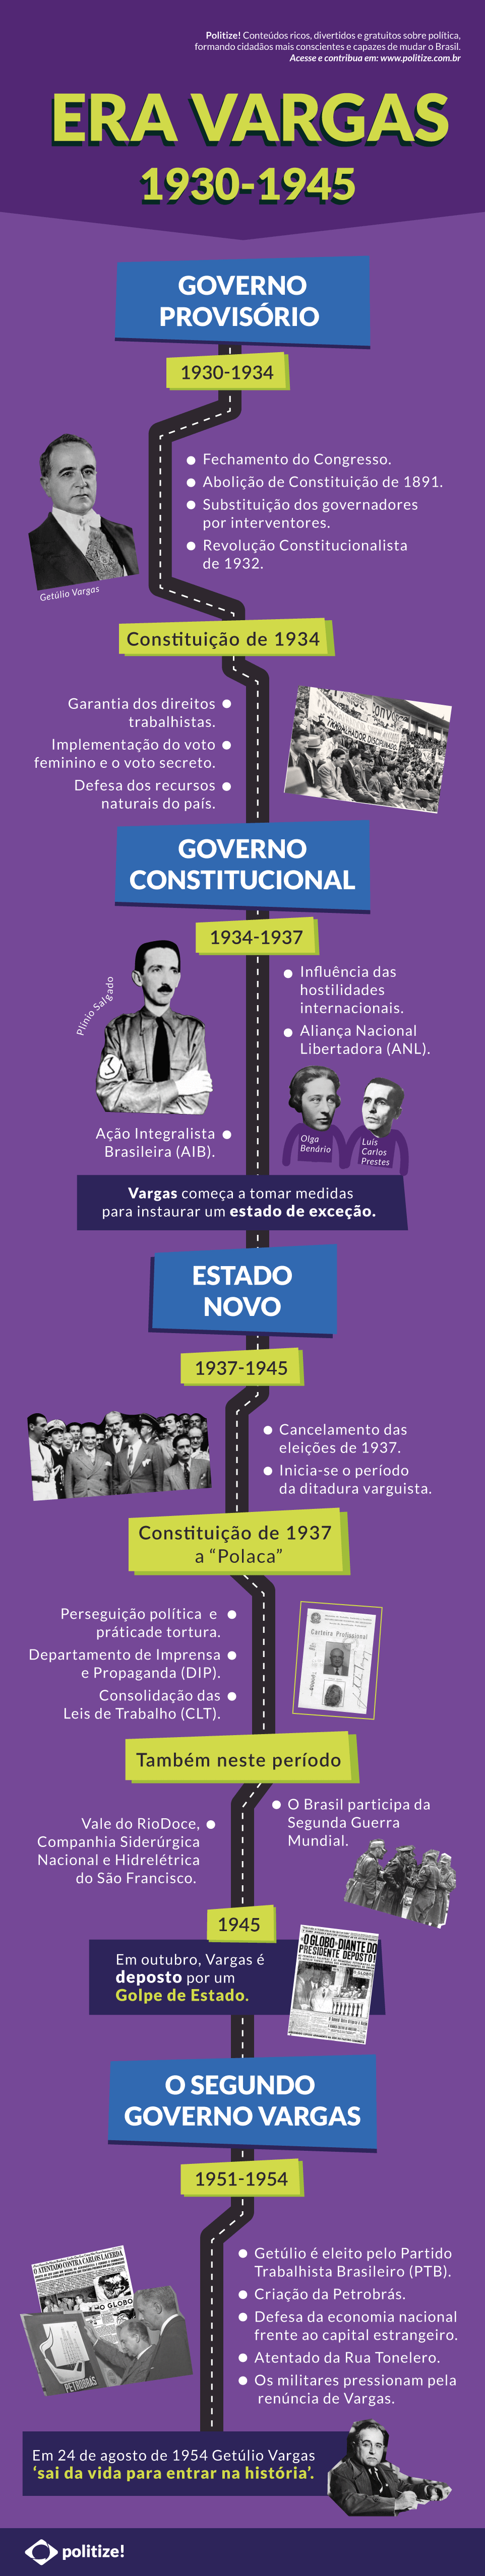 Politize! Conteúdos ricos, divertidos e gratuitos sobre política,
formando cidadãos mais conscientes e capazes de mudar o Brasil.
Acesse e contribua em: www.politize.com.br
ERA VARGAS
1930-1945
GOVERNO
PROVISÓRIO
1930-1934
Fechamento do Congresso.
Abolição de Constituição de 1891.
Substituição dos governadores
por interventores.
Revolução Constitucionalista
de 1932.
Getúlio Vargas
Constituição de 1934
Garantia dos direitos
trabalhistas.
Implementação do voto
feminino e o voto secreto.
Defesa dos recursos
naturais do país.
GOVERNO
CONSTITUCIONAL
1934-1937
Plínio Salgado
Influência das
hostilidades
internacionais.
Aliança Nacional
Libertadora (ANL).
Olga
Benário
Luís
Carlos
Prestes
Ação Integralista
Brasileira (AIB).
Vargas começa a tomar medidas
para instaurar um estado de exceção.
ESTADO
NOVO
1937-1945
Cancelamento das
eleições de 1937.
Inicia-se o período
da ditadura varguista.
Constituição de 1937
a “Polaca”
Perseguição política e
práticade tortura.
Departamento de Imprensa
e Propaganda (DIP).
Consolidação das
Leis de Trabalho (CLT).
Carteira Profissional
Também neste período
O Brasil participa da
Segunda Guerra
Mundial.
Vale do RioDoce,
Companhia Siderúrgica
Nacional e Hidrelétrica
do São Francisco.
1945
Em outubro, Vargas é
deposto por um
Golpe de Estado.
O GLOBO-DIANTE DO
PRESIDENTE DEPOSTO!
O SEGUNDO
GOVERNO VARGAS
1951-1954
Getúlio é eleito pelo Partido
Trabalhista Brasileiro (PTB).
Criação da Petrobrás.
Defesa da economia nacional
frente ao capital estrangeiro.
Atentado da Rua Tonelero.
Os militares pressionam pela
renúncia de Vargas.
O ATENTADO CONTRA CARLOS LACERDA
O GLOBO
PETROBRÁS
Em 24 de agosto de 1954 Getúlio Vargas
‘sai da vida para entrar na história’.
politize!